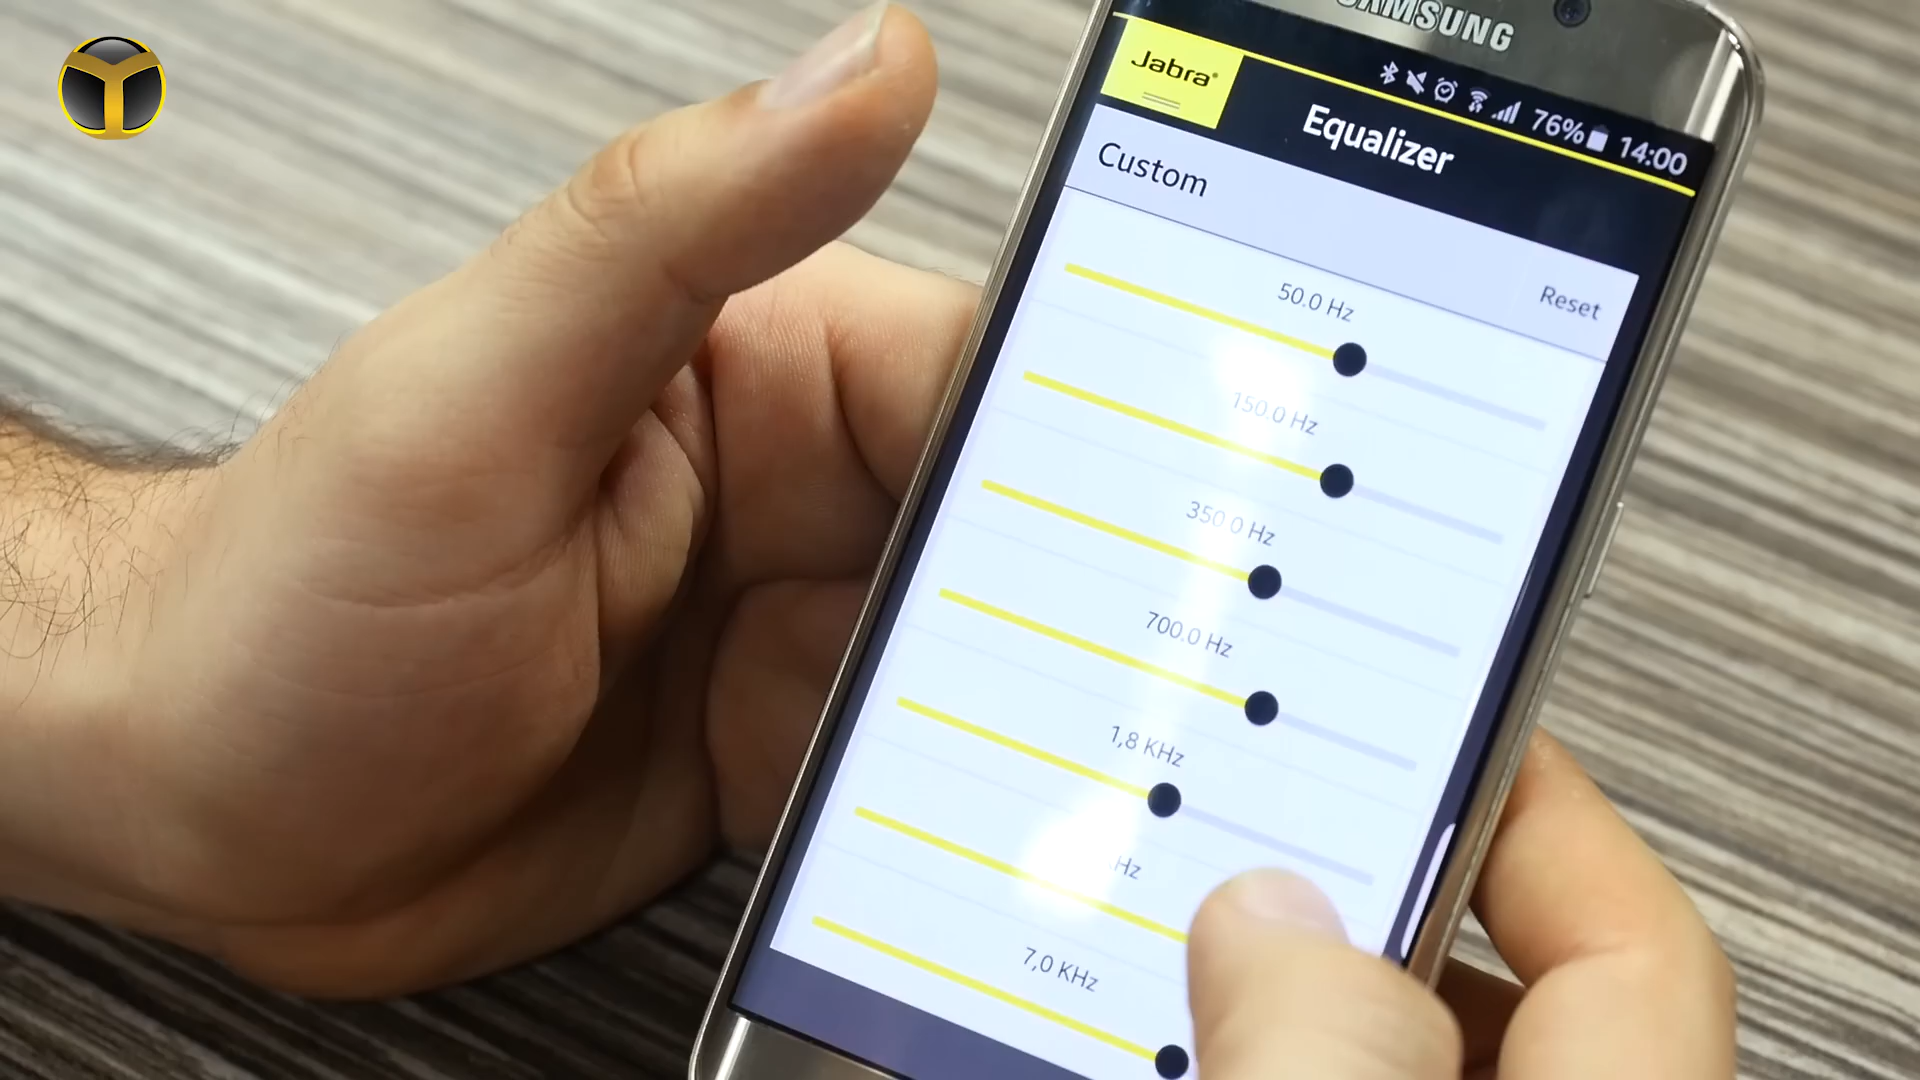 SAMSUNG
Jabra
76% 14:00
Equalizer
Custom
Reset
50.0 Hz
150.0 Hz
350.0 Hz
700.0 Hz
1,8 KHz
Hz
7,0 KHz